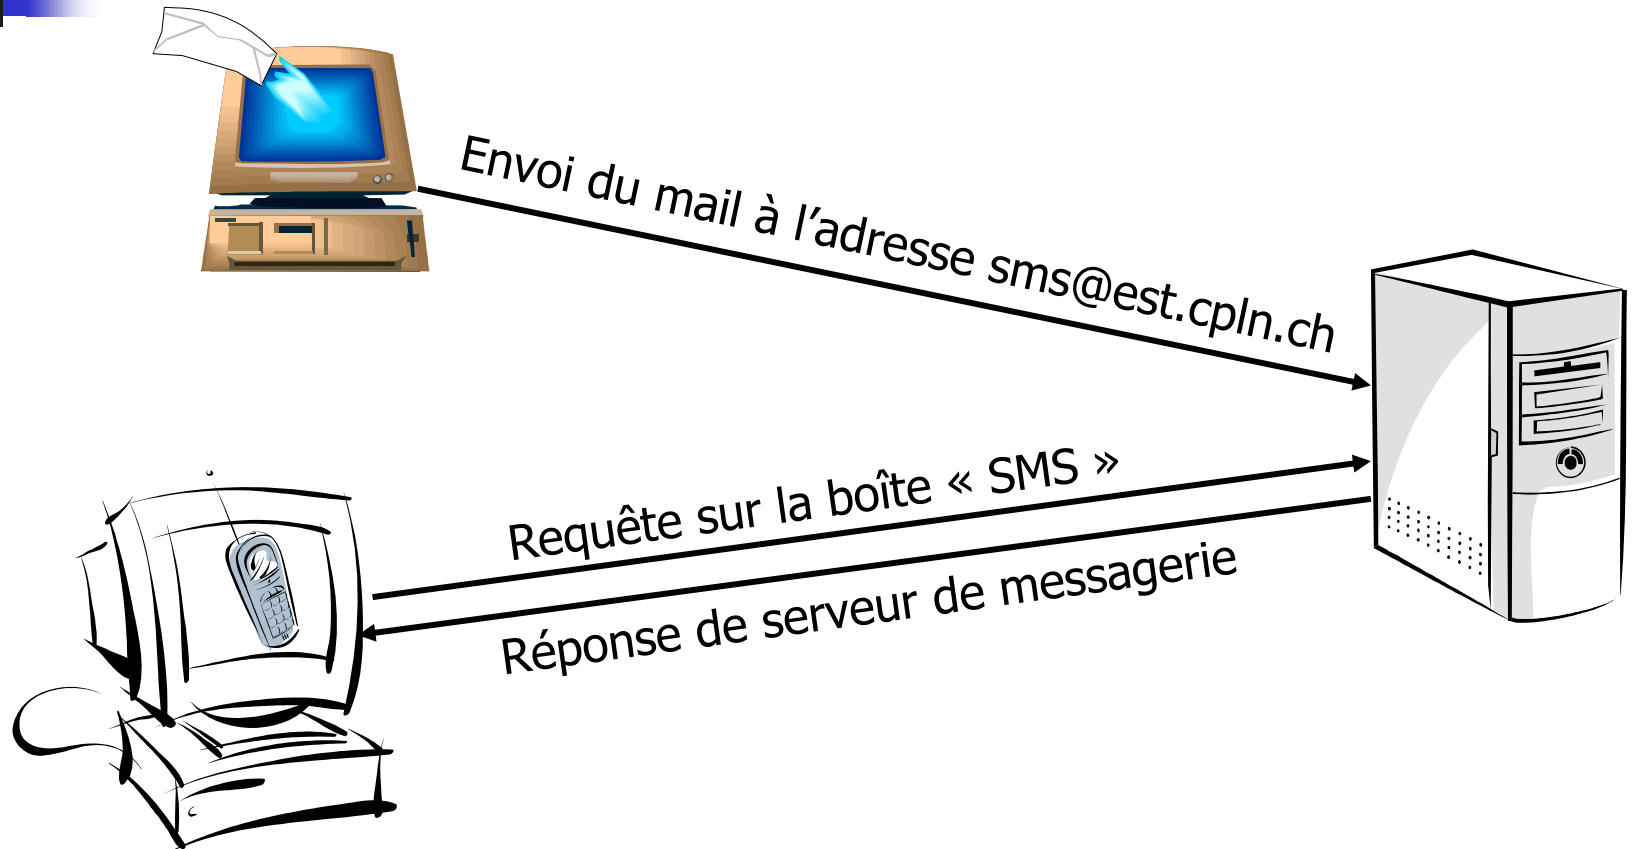 Envoi du mail à l’adresse sms@est.cpln.ch
Requête sur la boîte « SMS »
Réponse de serveur de messagerie